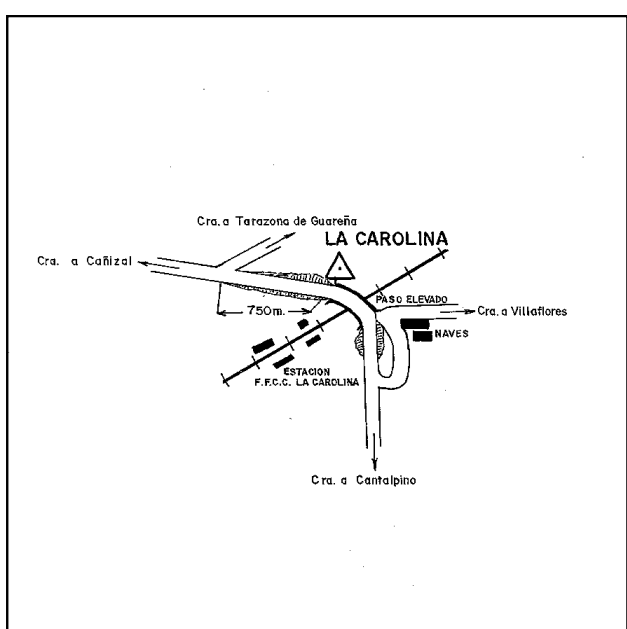 Cra. a Tarazona de Guareña
LA CAROLINA
Cra. a Cañizal
PASO ELEVADO
750m.
Cra. a Villaflores
NAVES
ESTACION
F.F.C.C. LA CAROLINA
Cra. a Cantalpino